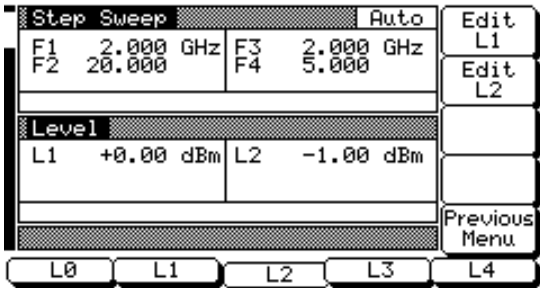 Step Sweep Auto
F1 2.000 GHz F3 2.000 GHz
F2 20.000 F4 5.000
Level
L1 +0.00 dBm L2 -1.00 dBm
Edit L1
Edit L2
Previous Menu
L0 L1 L2 L3 L4